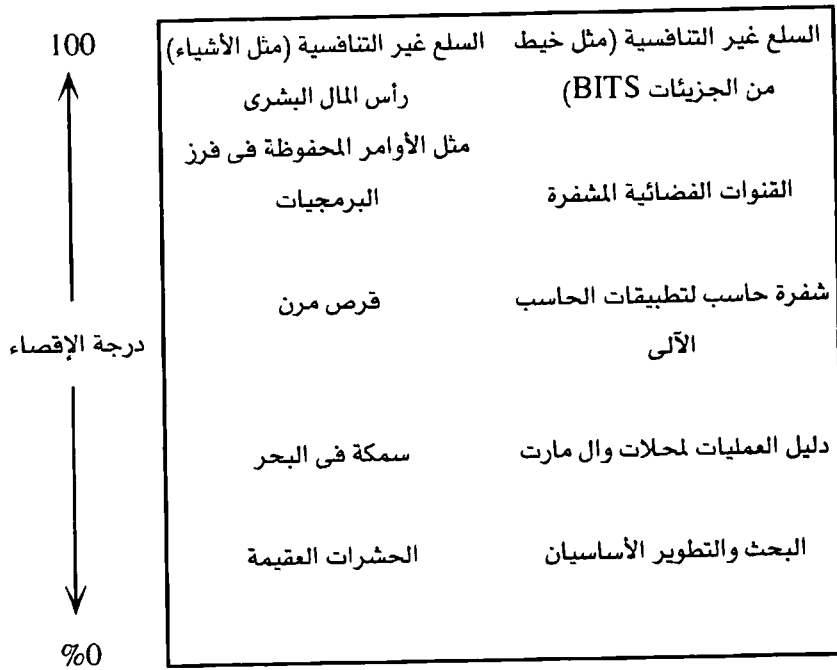 100
السلع غير التنافسية (مثل خيط
من الجزيئات BITS)
القنوات الفضائية المشفرة
شفرة حاسب لتطبيقات الحاسب
الآلى
دليل العمليات لمحلات وال مارت
البحث والتطوير الأساسيان
السلع غير التنافسية (مثل الأشياء)
رأس المال البشرى
مثل الأوامر المحفوظة فى فرز
البرمجيات
قرص مرن
سمكة فى البحر
الحشرات العقيمة
درجة الإقصاء
%0